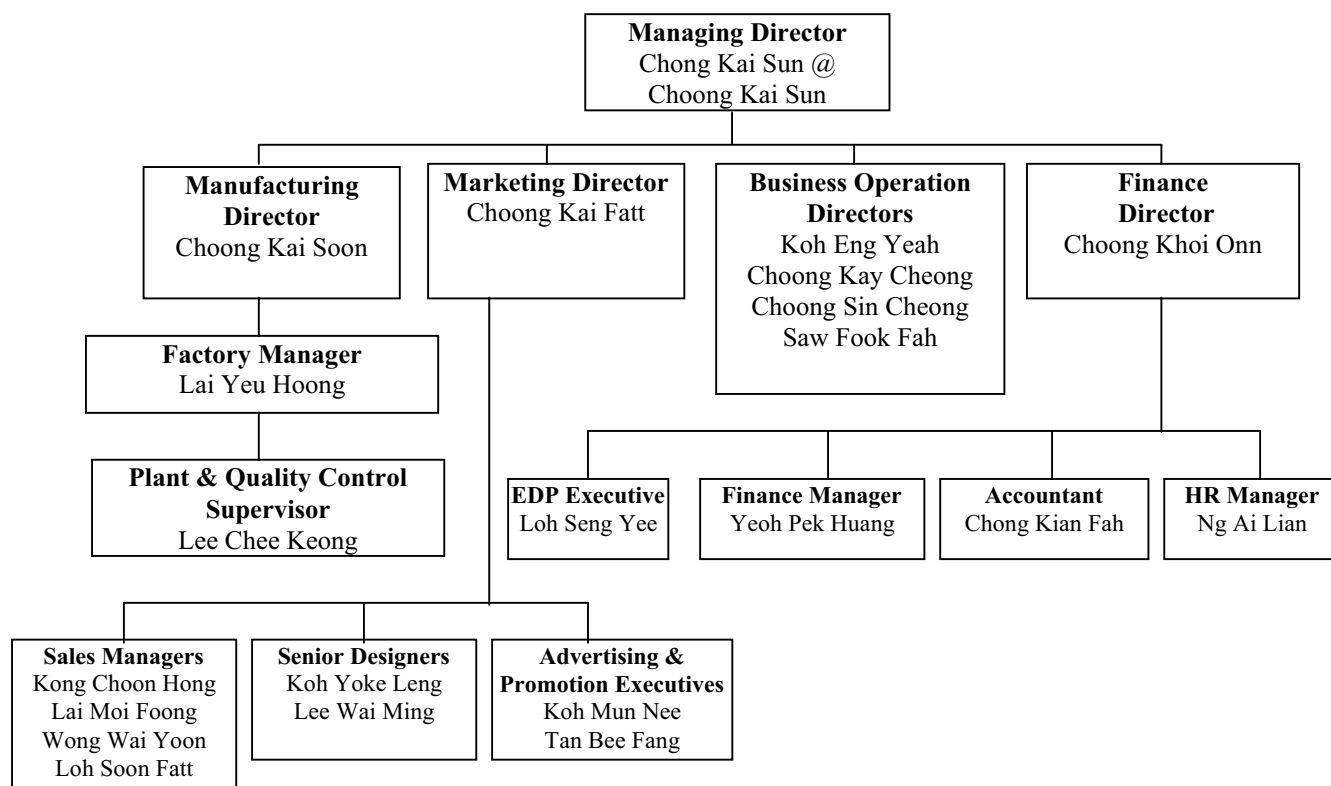 Managing Director
Chong Kai Sun @
Choong Kai Sun
Manufacturing
Director
Choong Kai Soon
Marketing Director
Choong Kai Fatt
Business Operation
Directors
Koh Eng Yeah
Choong Kay Cheong
Choong Sin Cheong
Saw Fook Fah
Finance
Director
Choong Khoi Onn
Factory Manager
Lai Yeu Hoong
Plant & Quality Control
Supervisor
Lee Chee Keong
EDP Executive
Loh Seng Yee
Finance Manager
Yeoh Pek Huang
Accountant
Chong Kian Fah
HR Manager
Ng Ai Lian
Sales Managers
Kong Choon Hong
Lai Moi Foong
Wong Wai Yoon
Loh Soon Fatt
Senior Designers
Koh Yoke Leng
Lee Wai Ming
Advertising &
Promotion Executives
Koh Mun Nee
Tan Bee Fang